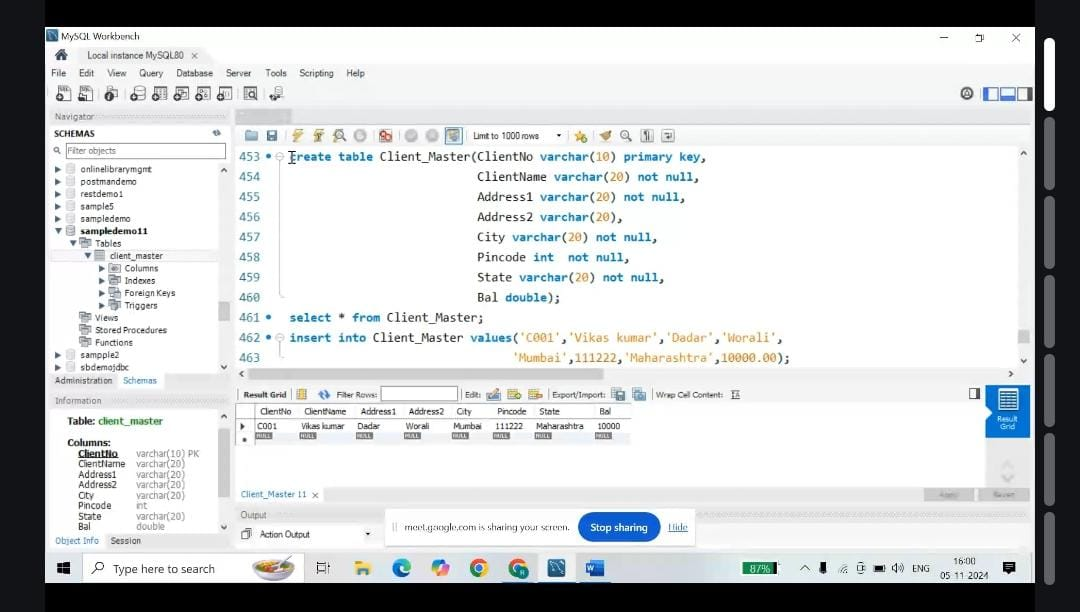 MySQL Workbench
Local instance MySQL80 ×
File Edit View Query Database Server Tools Scripting Help
Navigator
SCHEMAS
Filter objects
onlinelibrarymgmt
postmandemo
restdemo1
sample5
sampledemo
sampledemo11
Tables
client_master
Columns
Indexes
Foreign Keys
Triggers
Views
Stored Procedures
Functions
sampple2
sbdemojdbc
Administration Schemas
Information
Table: client_master
Columns:
ClientNo varchar(10) PK
ClientName varchar(20)
Address1 varchar(20)
Address2 varchar(20)
City varchar(20)
Pincode int
State varchar(20)
Bal double
Object Info Session
Limit to 1000 rows
453 create table Client_Master(ClientNo varchar(10) primary key,
454 ClientName varchar(20) not null,
455 Address1 varchar(20) not null,
456 Address2 varchar(20),
457 City varchar(20) not null,
458 Pincode int not null,
459 State varchar(20) not null,
460 Bal double);
461 select * from Client_Master;
462 insert into Client_Master values('C001','Vikas kumar','Dadar','Worali',
463 'Mumbai',111222,'Maharashtra',10000.00);
Result Grid Filter Rows: Edit: Export/Import: Wrap Cell Content:
ClientNo ClientName Address1 Address2 City Pincode State Bal
C001 Vikas kumar Dadar Worali Mumbai 111222 Maharashtra 10000
NULL NULL NULL NULL NULL NULL NULL NULL
Result
Grid
Client_Master 11 ×
Apply Revert
Output
Action Output
meet.google.com is sharing your screen. Stop sharing Hide
Type here to search
87%
ENG
16:00
05-11-2024